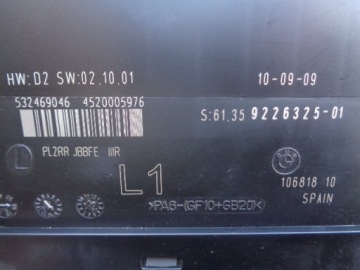 HW:D2 SW:02.10.01
10-09-09
532469046 4520005976
S:61.35 9226325-01
L PLZRR JBBFE IIIR
L1
106818 10
>PA6-(GF10+GB20)<
SPAIN